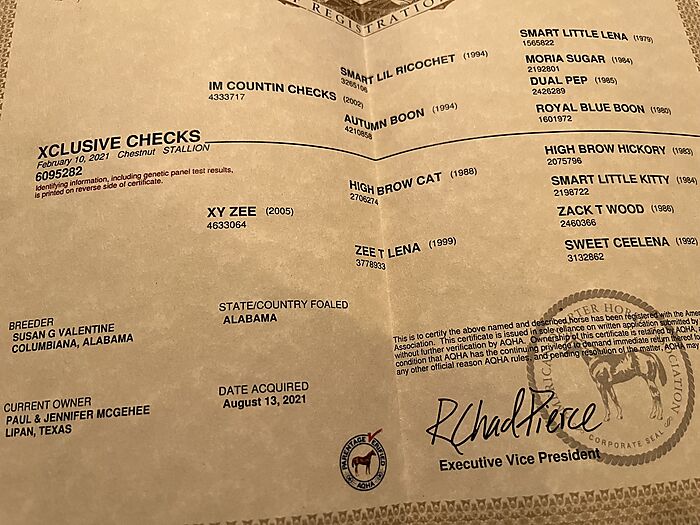 REGISTRATION
SMART LITTLE LENA (1979)
1565822
SMART LIL RICOCHET (1994)
3265106
MORIA SUGAR (1984)
2192801
IM COUNTIN CHECKS (2002)
4333717
DUAL PEP (1985)
2426289
AUTUMN BOON (1994)
4210858
ROYAL BLUE BOON (1980)
1601972
XCLUSIVE CHECKS
February 10, 2021 Chestnut STALLION
6095282
Identifying information, including genetic panel test results,
is printed on reverse side of certificate.
HIGH BROW HICKORY (1983)
2075796
HIGH BROW CAT (1988)
2706274
SMART LITTLE KITTY (1984)
2198722
XY ZEE (2005)
4633064
ZACK T WOOD (1986)
2460366
ZEE T LENA (1999)
3778933
SWEET CEELENA (1992)
3132862
BREEDER
SUSAN G VALENTINE
COLUMBIANA, ALABAMA
STATE/COUNTRY FOALED
ALABAMA
CURRENT OWNER
PAUL & JENNIFER MCGEHEE
LIPAN, TEXAS
DATE ACQUIRED
August 13, 2021
This is to certify the above named and described horse has been registered with the Amer
Association. This certificate is issued in sole reliance on written application submitted by
without further verification by AQHA. Ownership of this certificate is retained by AQHA,
condition that AQHA has the continuing privilege to demand immediate return thereof fo
any other official reason AQHA rules, and pending resolution of the matter, AQHA may
PARENTAGE VERIFIED
AQHA
R Chad Pierce
Executive Vice President
CORPORATE SEAL